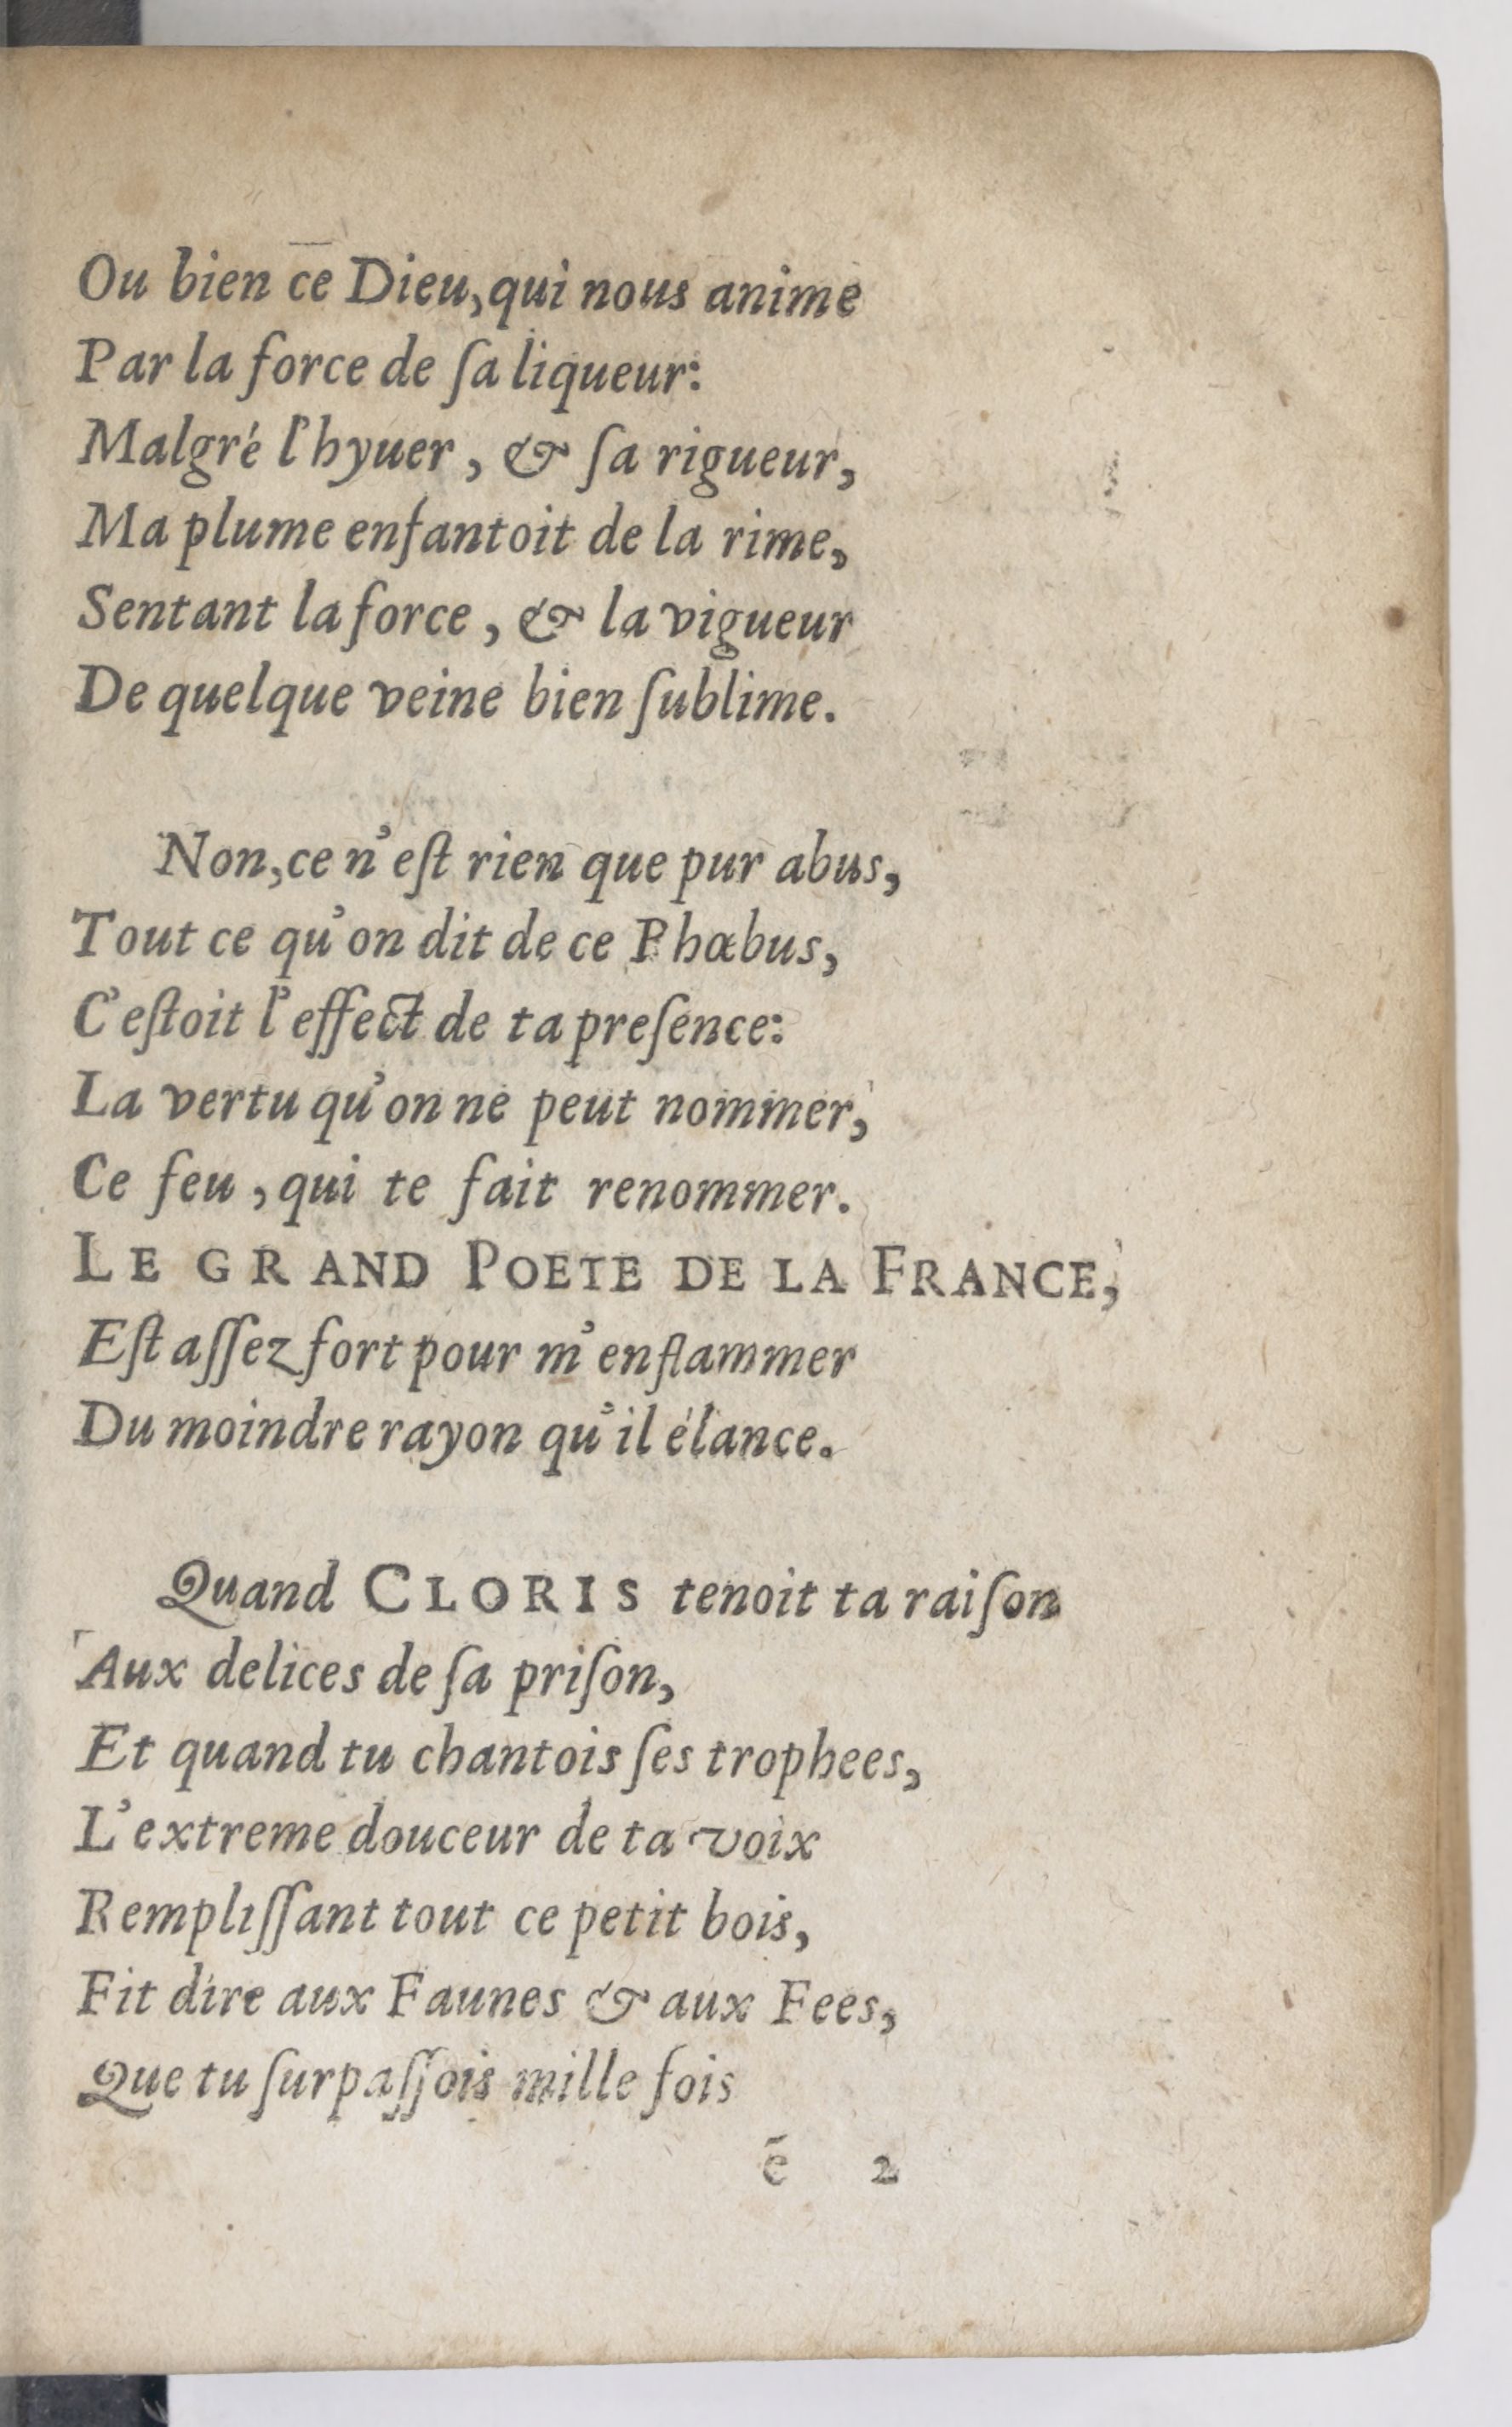 Ou bien ce Dieu, qui nous anime
Par la force de ſa liqueur:
Malgré l'hyuer, & ſa rigueur,
Ma plume enfantoit de la rime,
Sentant la force, & la vigueur
De quelque veine bien ſublime.
Non, ce n'eſt rien que pur abus,
Tout ce qu'on dit de ce Phœbus,
C'eſtoit l'effect de ta preſence:
La vertu qu'on ne peut nommer,
Ce feu, qui te fait renommer.
LE GRAND POETE DE LA FRANCE,
Eſt aſſez fort pour m'enflammer
Du moindre rayon qu'il élance.
Quand CLORIS tenoit ta raiſon
Aux delices de ſa priſon,
Et quand tu chantois ſes trophees,
L'extreme douceur de ta voix
Rempliſſant tout ce petit bois,
Fit dire aux Faunes & aux Fees,
Que tu ſurpaſſois mille fois
ē 2